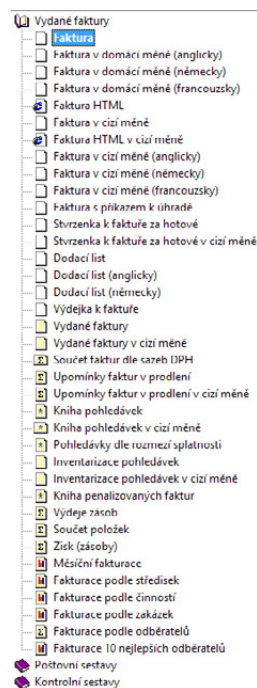 Vydané faktury
Faktura
Faktura v domácí měně (anglicky)
Faktura v domácí měně (německy)
Faktura v domácí měně (francouzsky)
Faktura HTML
Faktura v cizí měně
Faktura HTML v cizí měně
Faktura v cizí měně (anglicky)
Faktura v cizí měně (německy)
Faktura v cizí měně (francouzsky)
Faktura s příkazem k úhradě
Stvrzenka k faktuře za hotové
Stvrzenka k faktuře za hotové v cizí měně
Dodací list
Dodací list (anglicky)
Dodací list (německy)
Výdejka k faktuře
Vydané faktury
Vydané faktury v cizí měně
Součet faktur dle sazeb DPH
Upomínky faktur v prodlení
Upomínky faktur v prodlení v cizí měně
Kniha pohledávek
Kniha pohledávek v cizí měně
Pohledávky dle rozmezí splatnosti
Inventarizace pohledávek
Inventarizace pohledávek v cizí měně
Kniha penalizovaných faktur
Výdeje zásob
Součet položek
Zisk (zásoby)
Měsíční fakturace
Fakturace podle středisek
Fakturace podle činností
Fakturace podle zakázek
Fakturace podle odběratelů
Fakturace 10 nejlepších odběratelů
Poštovní sestavy
Kontrolní sestavy